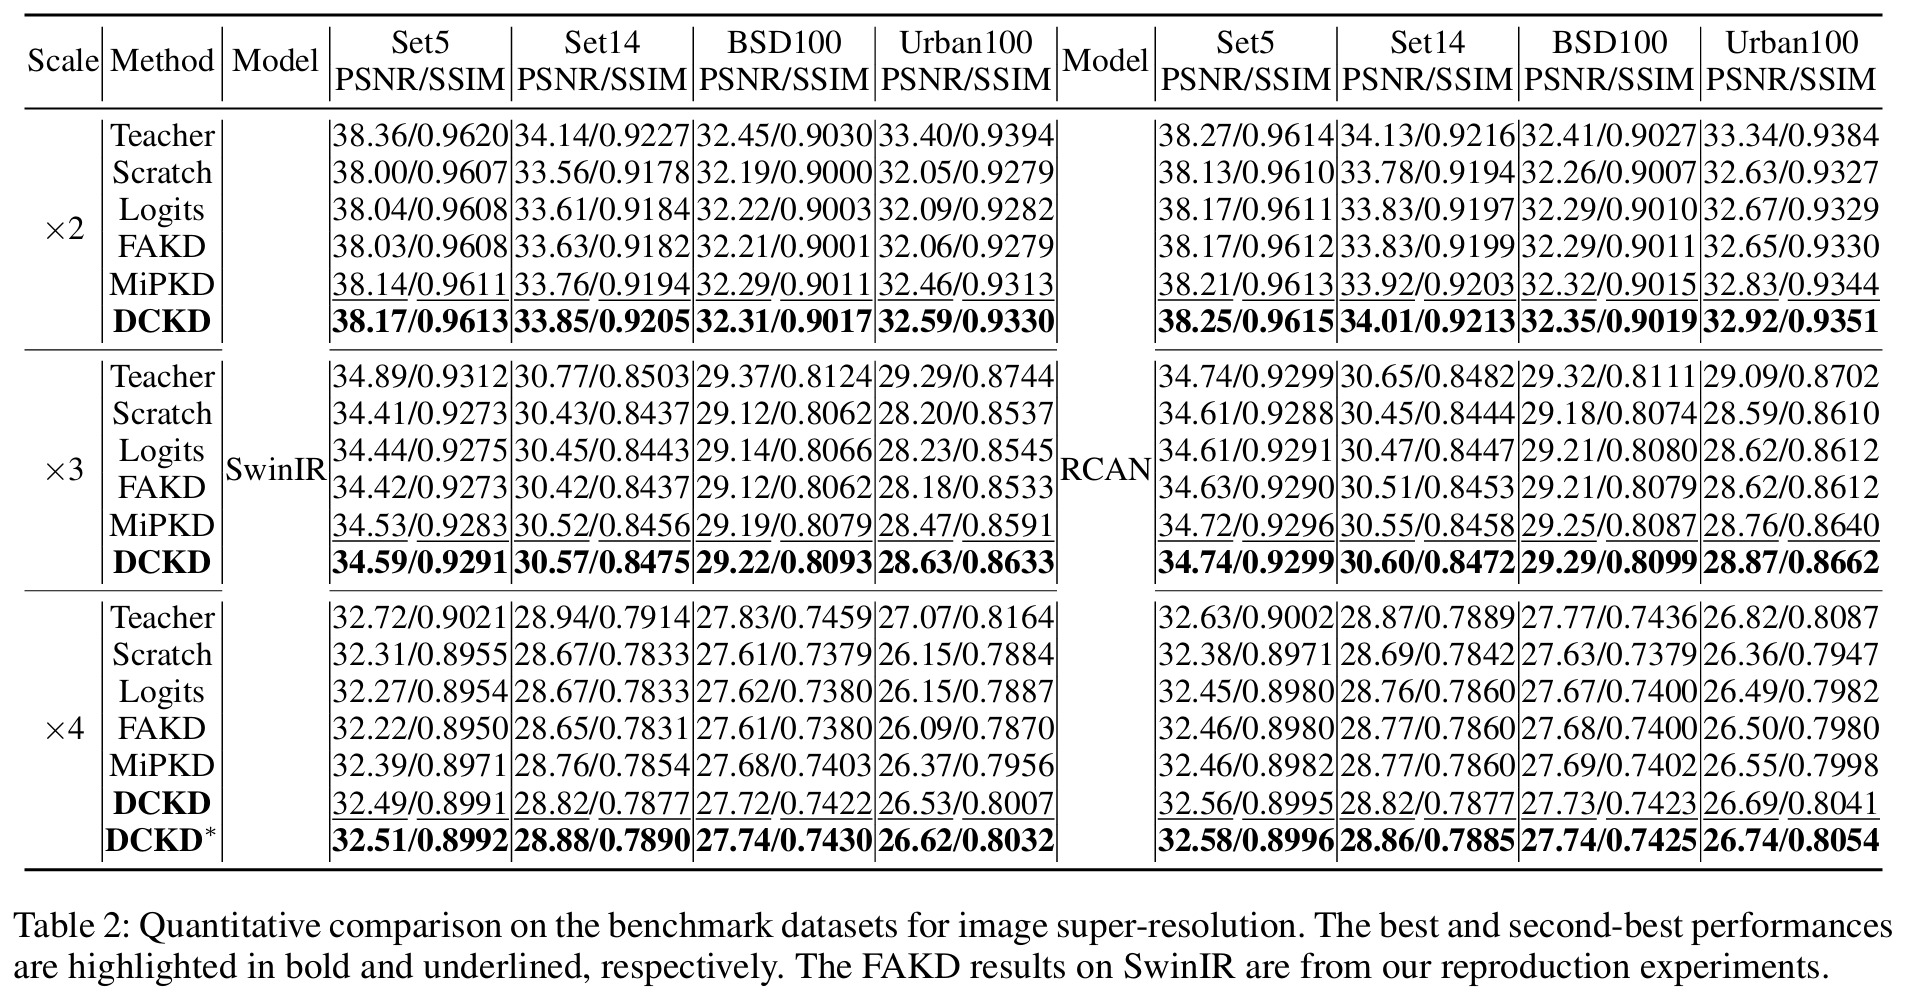 Scale Method Model Set5 Set14 BSD100 Urban100 Model Set5 Set14 BSD100 Urban100
PSNR/SSIM PSNR/SSIM PSNR/SSIM PSNR/SSIM PSNR/SSIM PSNR/SSIM PSNR/SSIM PSNR/SSIM
Teacher 38.36/0.9620 34.14/0.9227 32.45/0.9030 33.40/0.9394 38.27/0.9614 34.13/0.9216 32.41/0.9027 33.34/0.9384
Scratch 38.00/0.9607 33.56/0.9178 32.19/0.9000 32.05/0.9279 38.13/0.9610 33.78/0.9194 32.26/0.9007 32.63/0.9327
Logits 38.04/0.9608 33.61/0.9184 32.22/0.9003 32.09/0.9282 38.17/0.9611 33.83/0.9197 32.29/0.9010 32.67/0.9329
×2
FAKD 38.03/0.9608 33.63/0.9182 32.21/0.9001 32.06/0.9279 38.17/0.9612 33.83/0.9199 32.29/0.9011 32.65/0.9330
MiPKD 38.14/0.9611 33.76/0.9194 32.29/0.9011 32.46/0.9313 38.21/0.9613 33.92/0.9203 32.32/0.9015 32.83/0.9344
DCKD 38.17/0.9613 33.85/0.9205 32.31/0.9017 32.59/0.9330 38.25/0.9615 34.01/0.9213 32.35/0.9019 32.92/0.9351
Teacher 34.89/0.9312 30.77/0.8503 29.37/0.8124 29.29/0.8744 34.74/0.9299 30.65/0.8482 29.32/0.8111 29.09/0.8702
Scratch 34.41/0.9273 30.43/0.8437 29.12/0.8062 28.20/0.8537 34.61/0.9288 30.45/0.8444 29.18/0.8074 28.59/0.8610
Logits 34.44/0.9275 30.45/0.8443 29.14/0.8066 28.23/0.8545 34.61/0.9291 30.47/0.8447 29.21/0.8080 28.62/0.8612
×3 SwinIR RCAN
FAKD 34.42/0.9273 30.42/0.8437 29.12/0.8062 28.18/0.8533 34.63/0.9290 30.51/0.8453 29.21/0.8079 28.62/0.8612
MiPKD 34.53/0.9283 30.52/0.8456 29.19/0.8079 28.47/0.8591 34.72/0.9296 30.55/0.8458 29.25/0.8087 28.76/0.8640
DCKD 34.59/0.9291 30.57/0.8475 29.22/0.8093 28.63/0.8633 34.74/0.9299 30.60/0.8472 29.29/0.8099 28.87/0.8662
Teacher 32.72/0.9021 28.94/0.7914 27.83/0.7459 27.07/0.8164 32.63/0.9002 28.87/0.7889 27.77/0.7436 26.82/0.8087
Scratch 32.31/0.8955 28.67/0.7833 27.61/0.7379 26.15/0.7884 32.38/0.8971 28.69/0.7842 27.63/0.7379 26.36/0.7947
Logits 32.27/0.8954 28.67/0.7833 27.62/0.7380 26.15/0.7887 32.45/0.8980 28.76/0.7860 27.67/0.7400 26.49/0.7982
×4 FAKD 32.22/0.8950 28.65/0.7831 27.61/0.7380 26.09/0.7870 32.46/0.8980 28.77/0.7860 27.68/0.7400 26.50/0.7980
MiPKD 32.39/0.8971 28.76/0.7854 27.68/0.7403 26.37/0.7956 32.46/0.8982 28.77/0.7860 27.69/0.7402 26.55/0.7998
DCKD 32.49/0.8991 28.82/0.7877 27.72/0.7422 26.53/0.8007 32.56/0.8995 28.82/0.7877 27.73/0.7423 26.69/0.8041
DCKD* 32.51/0.8992 28.88/0.7890 27.74/0.7430 26.62/0.8032 32.58/0.8996 28.86/0.7885 27.74/0.7425 26.74/0.8054
Table 2: Quantitative comparison on the benchmark datasets for image super-resolution. The best and second-best performances
are highlighted in bold and underlined, respectively. The FAKD results on SwinIR are from our reproduction experiments.